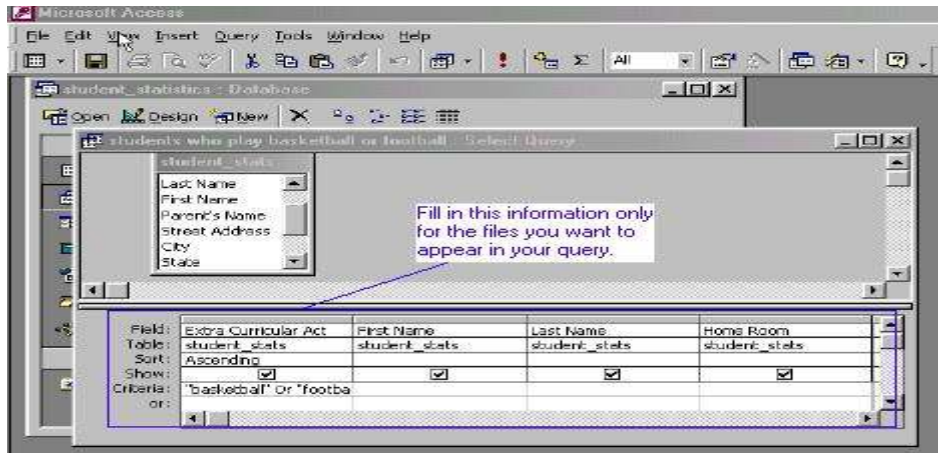 Microsoft Access
File Edit View Insert Query Tools Window Help
All
student_statistics : Database
Open Design New
students who play basketball or football : Select Query
student_stats
Last Name
First Name
Parent's Name
Street Address
City
State
Fill in this information only
for the files you want to
appear in your query.
Field: Extra Curricular Act First Name Last Name Home Room
Table: student_stats student_stats student_stats student_stats
Sort: Ascending
Show:
Criteria: "basketball" Or "footba
or: